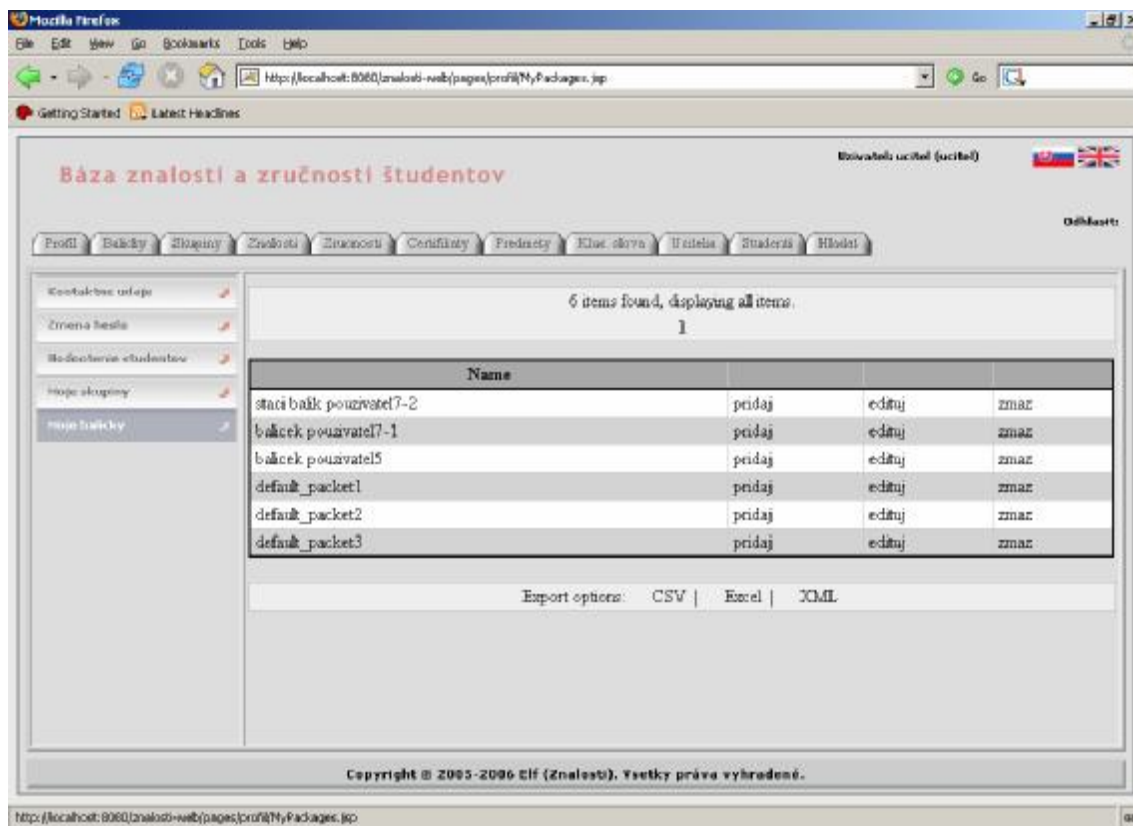 Mozilla Firefox
File Edit View Go Bookmarks Tools Help
http://localhost:8080/znalosti-web/pages/profil/MyPackages.jsp Go
Getting Started Latest Headlines
Báza znalostí a zručností študentov
Uzivatel: ucitel (ucitel)
Odhlasit:
Profil Balicky Skupiny Znalosti Zrucnosti Certifikaty Predmety Kluc. slova Ucitelia Studenti Hladat
Kontaktne udaje
Zmena hesla
Hodnotenie studentov
Moje skupiny
Moje balicky
6 items found, displaying all items.
1
Name
staci balik pouzivatel7-2 pridaj edituj zmaz
balicek pouzivatel7-1 pridaj edituj zmaz
balicek pouzivatel5 pridaj edituj zmaz
default_packet1 pridaj edituj zmaz
default_packet2 pridaj edituj zmaz
default_packet3 pridaj edituj zmaz
Export options: CSV | Excel | XML
Copyright © 2005-2006 Elf (Znalosti). Vsetky práva vyhradené.
http://localhost:8080/znalosti-web/pages/profil/MyPackages.jsp